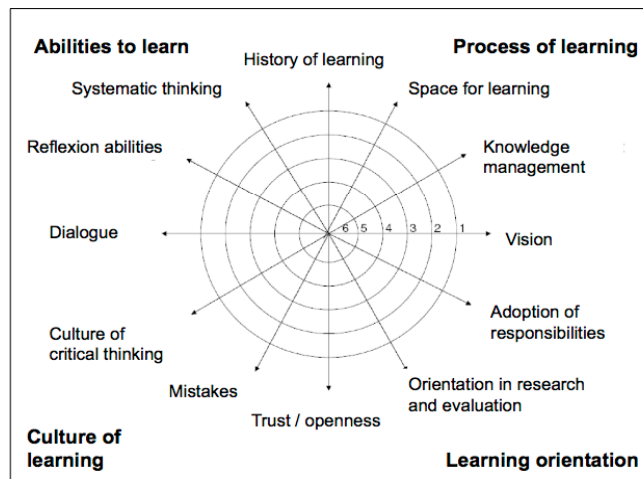 Abilities to learn
Process of learning
History of learning
Systematic thinking
Space for learning
Reflexion abilities
Knowledge
management
Dialogue
6 5 4 3 2 1
Vision
Adoption of
responsibilities
Culture of
critical thinking
Mistakes
Orientation in research
and evaluation
Trust / openness
Culture of
learning
Learning orientation